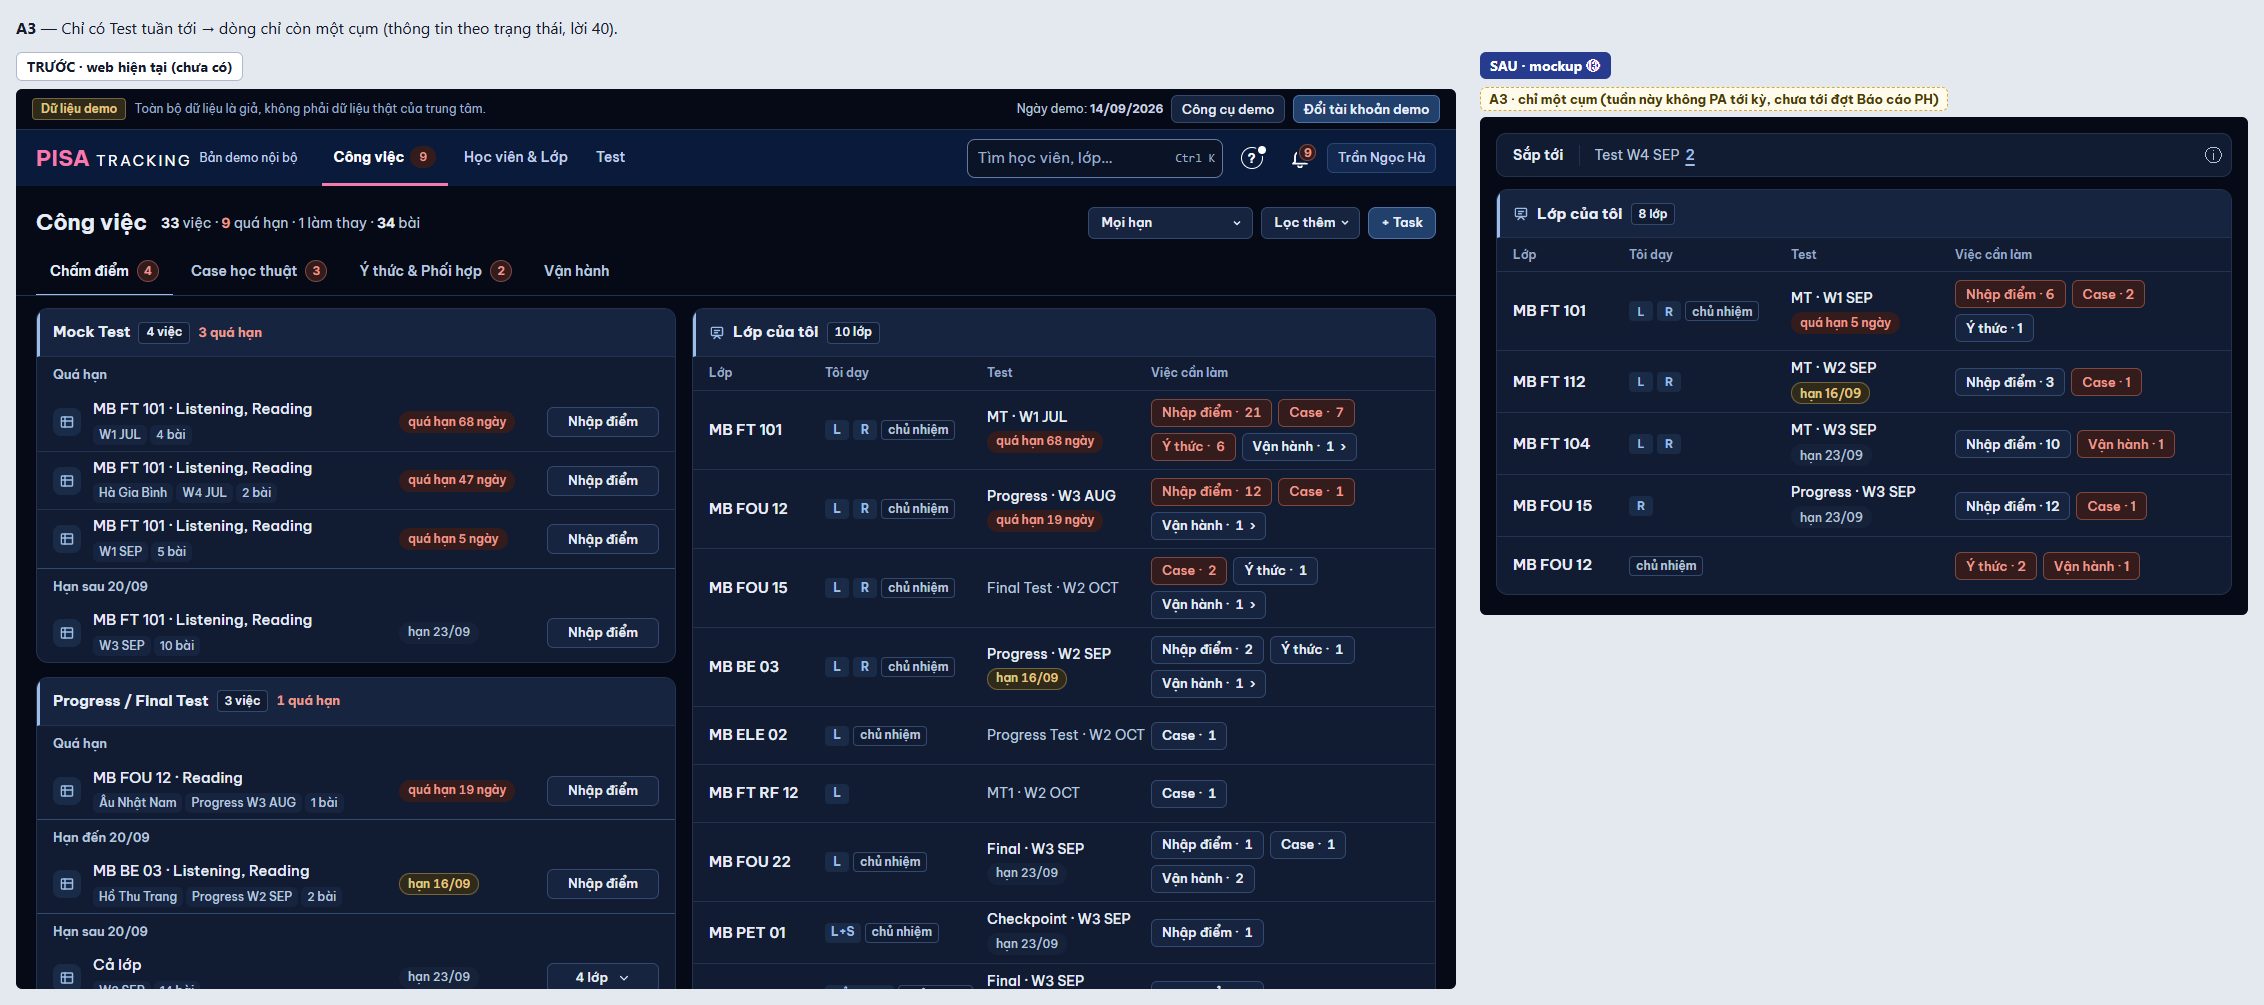 A3 — Chỉ có Test tuần tới → dòng chỉ còn một cụm (thông tin theo trạng thái, lời 40).
TRƯỚC · web hiện tại (chưa có)
Dữ liệu demo Toàn bộ dữ liệu là giả, không phải dữ liệu thật của trung tâm.
Ngày demo: 14/09/2026 Công cụ demo Đổi tài khoản demo
PISA TRACKING Bản demo nội bộ Công việc 9 Học viên & Lớp Test
Tìm học viên, lớp... Ctrl K ? 9 Trần Ngọc Hà
Công việc 33 việc · 9 quá hạn · 1 làm thay · 34 bài
Mọi hạn Lọc thêm + Task
Chấm điểm 4 Case học thuật 3 Ý thức & Phối hợp 2 Vận hành
Mock Test 4 việc 3 quá hạn
Quá hạn
MB FT 101 · Listening, Reading
W1 JUL 4 bài
quá hạn 68 ngày Nhập điểm
MB FT 101 · Listening, Reading
Hà Gia Bình W4 JUL 2 bài
quá hạn 47 ngày Nhập điểm
MB FT 101 · Listening, Reading
W1 SEP 5 bài
quá hạn 5 ngày Nhập điểm
Hạn sau 20/09
MB FT 101 · Listening, Reading
W3 SEP 10 bài
hạn 23/09 Nhập điểm
Progress / Final Test 3 việc 1 quá hạn
Quá hạn
MB FOU 12 · Reading
Âu Nhật Nam Progress W3 AUG 1 bài
quá hạn 19 ngày Nhập điểm
Hạn đến 20/09
MB BE 03 · Listening, Reading
Hồ Thu Trang Progress W2 SEP 2 bài
hạn 16/09 Nhập điểm
Hạn sau 20/09
Cả lớp
W3 SEP 14 bài
hạn 23/09 4 lớp
Lớp của tôi 10 lớp
Lớp Tôi dạy Test Việc cần làm
MB FT 101 L R chủ nhiệm
MT · W1 JUL
quá hạn 68 ngày
Nhập điểm · 21 Case · 7
Ý thức · 6 Vận hành · 1 ›
MB FOU 12 L R chủ nhiệm
Progress · W3 AUG
quá hạn 19 ngày
Nhập điểm · 12 Case · 1
Vận hành · 1 ›
MB FOU 15 L R chủ nhiệm
Final Test · W2 OCT
Case · 2 Ý thức · 1
Vận hành · 1 ›
MB BE 03 L R chủ nhiệm
Progress · W2 SEP
hạn 16/09
Nhập điểm · 2 Ý thức · 1
Vận hành · 1 ›
MB ELE 02 L chủ nhiệm Progress Test · W2 OCT Case · 1
MB FT RF 12 L MT1 · W2 OCT Case · 1
MB FOU 22 L chủ nhiệm
Final · W3 SEP
hạn 23/09
Nhập điểm · 1 Case · 1
Vận hành · 2
MB PET 01 L+S chủ nhiệm
Checkpoint · W3 SEP
hạn 23/09
Nhập điểm · 1
Final · W3 SEP
SAU · mockup
A3 · chỉ một cụm (tuần này không PA tới kỳ, chưa tới đợt Báo cáo PH)
Sắp tới Test W4 SEP 2
Lớp của tôi 8 lớp
Lớp Tôi dạy Test Việc cần làm
MB FT 101 L R chủ nhiệm
MT · W1 SEP
quá hạn 5 ngày
Nhập điểm · 6 Case · 2
Ý thức · 1
MB FT 112 L R
MT · W2 SEP
hạn 16/09
Nhập điểm · 3 Case · 1
MB FT 104 L R
MT · W3 SEP
hạn 23/09
Nhập điểm · 10 Vận hành · 1
MB FOU 15 R
Progress · W3 SEP
hạn 23/09
Nhập điểm · 12 Case · 1
MB FOU 12 chủ nhiệm Ý thức · 2 Vận hành · 1